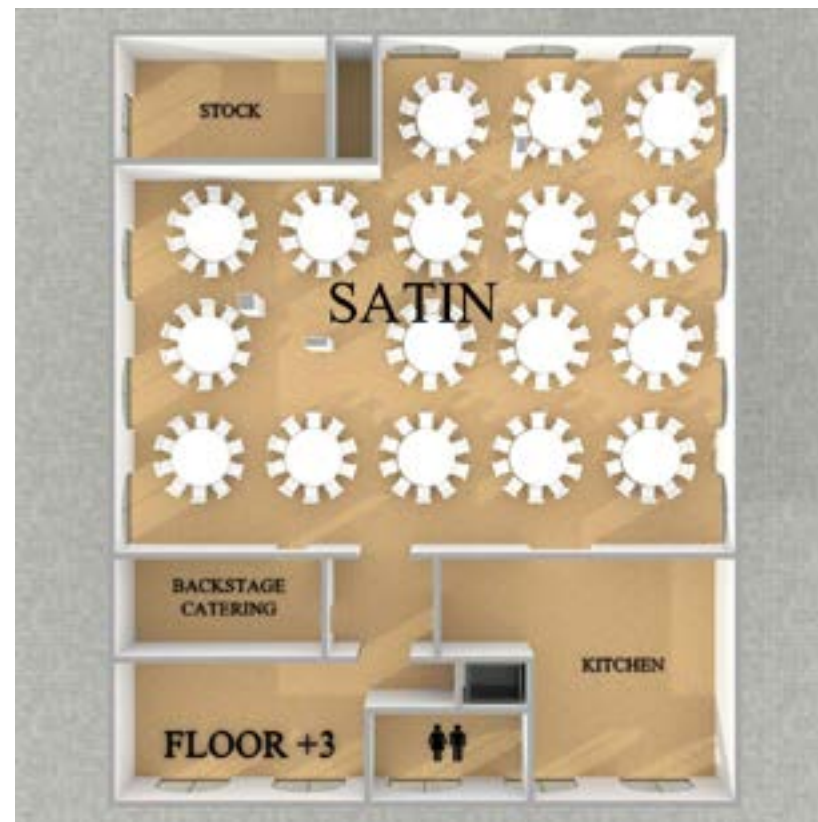 STOCK
SATIN
BACKSTAGE
CATERING
KITCHEN
FLOOR +3